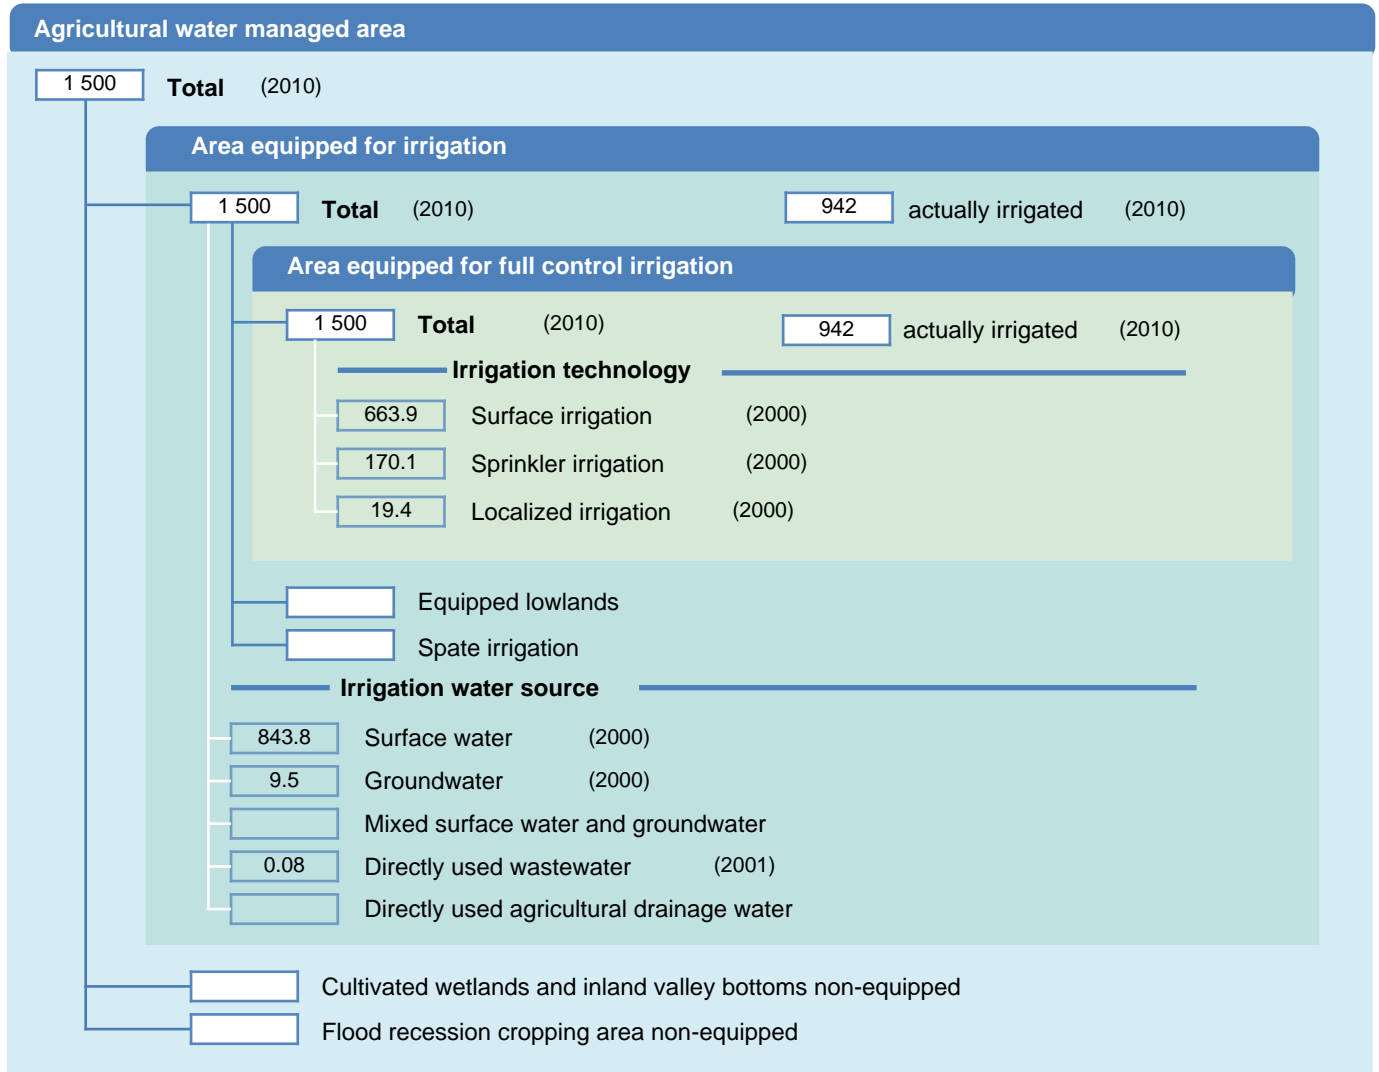 Agricultural water managed area
1 500 Total (2010)
Area equipped for irrigation
1 500 Total (2010) 942 actually irrigated (2010)
Area equipped for full control irrigation
1 500 Total (2010) 942 actually irrigated (2010)
Irrigation technology
663.9 Surface irrigation (2000)
170.1 Sprinkler irrigation (2000)
19.4 Localized irrigation (2000)
Equipped lowlands
Spate irrigation
Irrigation water source
843.8 Surface water (2000)
9.5 Groundwater (2000)
Mixed surface water and groundwater
0.08 Directly used wastewater (2001)
Directly used agricultural drainage water
Cultivated wetlands and inland valley bottoms non-equipped
Flood recession cropping area non-equipped